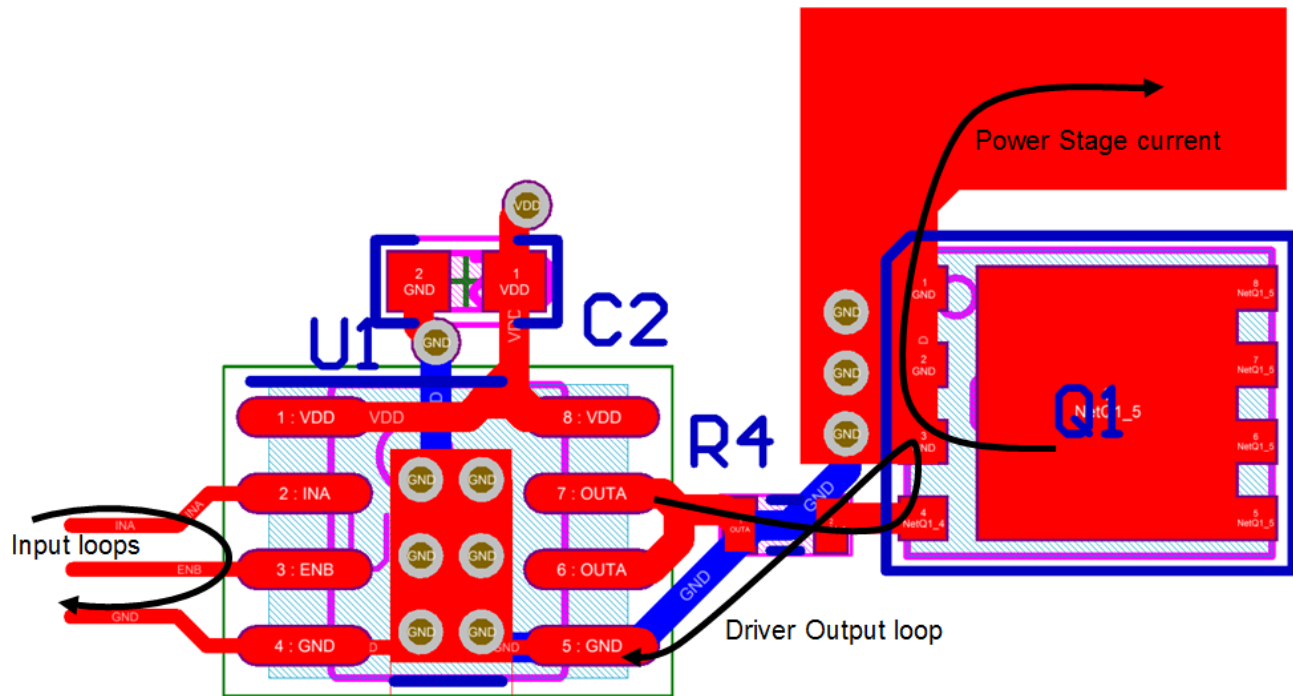 Power Stage current
VDD
2
GND
1
VDD
VDD
C2
U1
GND
GND
1
GND
8
NetQ1_5
D
GND
2
GND
7
NetQ1_5
1 : VDD
VDD
8 : VDD
GND
3
GND
NetQ1_5
Q1
6
NetQ1_5
R4
INA
2 : INA
GND
GND
7 : OUTA
GND
4
NetQ1_4
5
NetQ1_5
INA
OUTA
Input loops
ENB
3 : ENB
GND
GND
6 : OUTA
GND
GND
4 : GND
GND
GND
GND
5 : GND
Driver Output loop